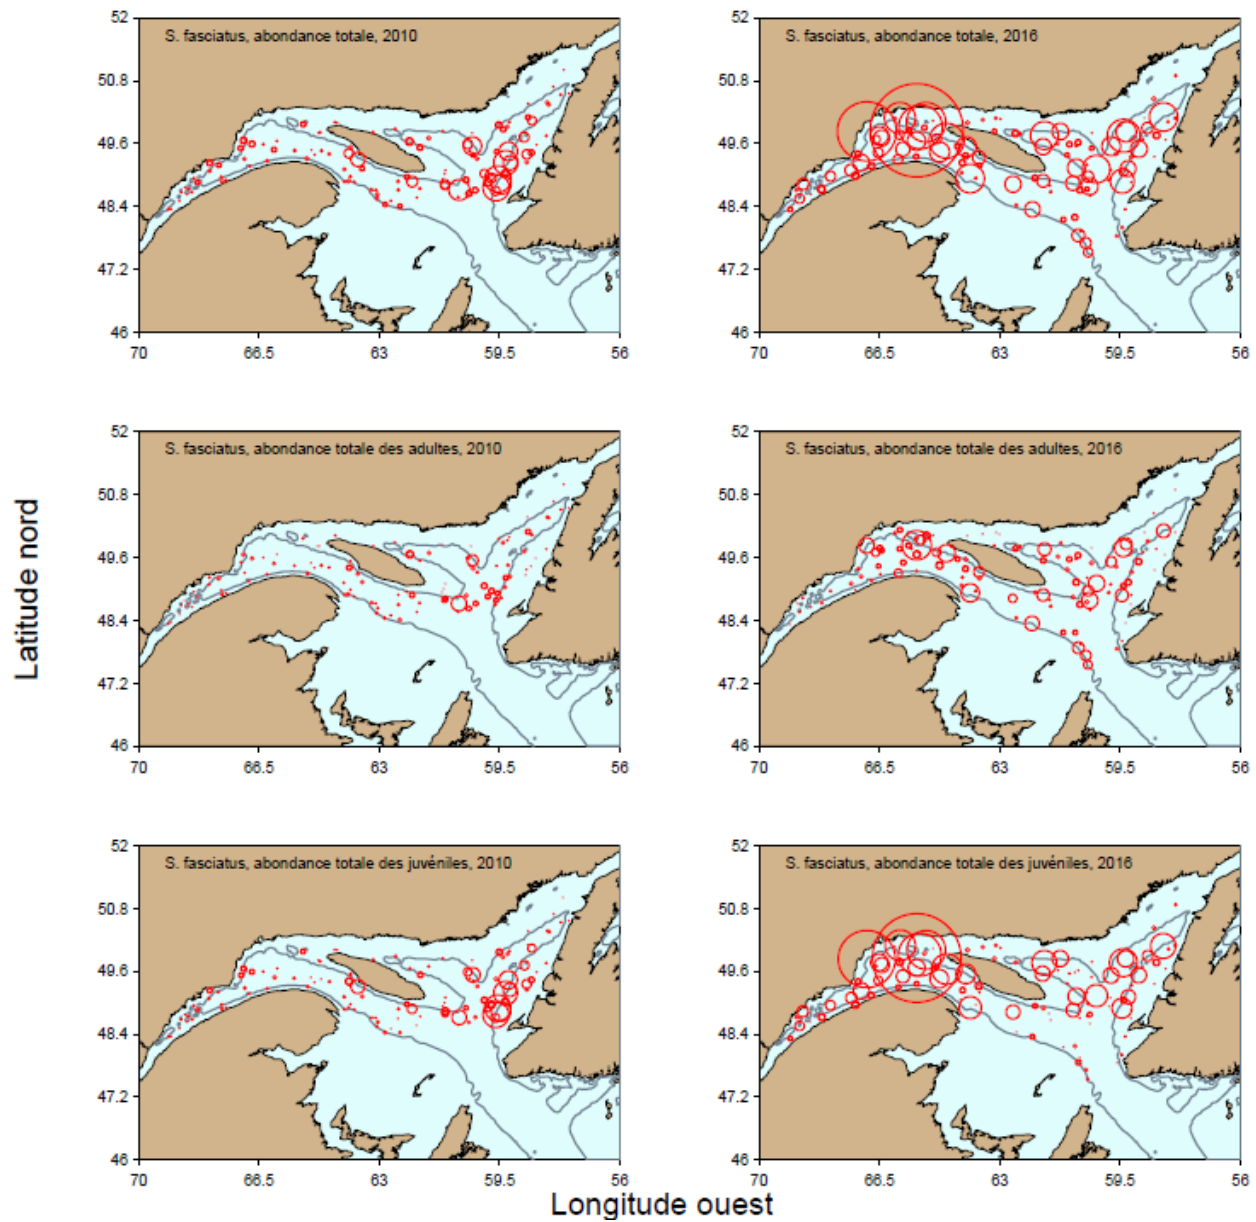 S. fasciatus, abondance totale, 2010
52
50.8
49.6
48.4
47.2
46
70 66.5 63 59.5 56
S. fasciatus, abondance totale, 2016
52
50.8
49.6
48.4
47.2
46
70 66.5 63 59.5 56
S. fasciatus, abondance totale des adultes, 2010
52
50.8
49.6
48.4
47.2
46
70 66.5 63 59.5 56
S. fasciatus, abondance totale des adultes, 2016
52
50.8
49.6
48.4
47.2
46
70 66.5 63 59.5 56
S. fasciatus, abondance totale des juvéniles, 2010
52
50.8
49.6
48.4
47.2
46
70 66.5 63 59.5 56
S. fasciatus, abondance totale des juvéniles, 2016
52
50.8
49.6
48.4
47.2
46
70 66.5 63 59.5 56
Latitude nord
Longitude ouest